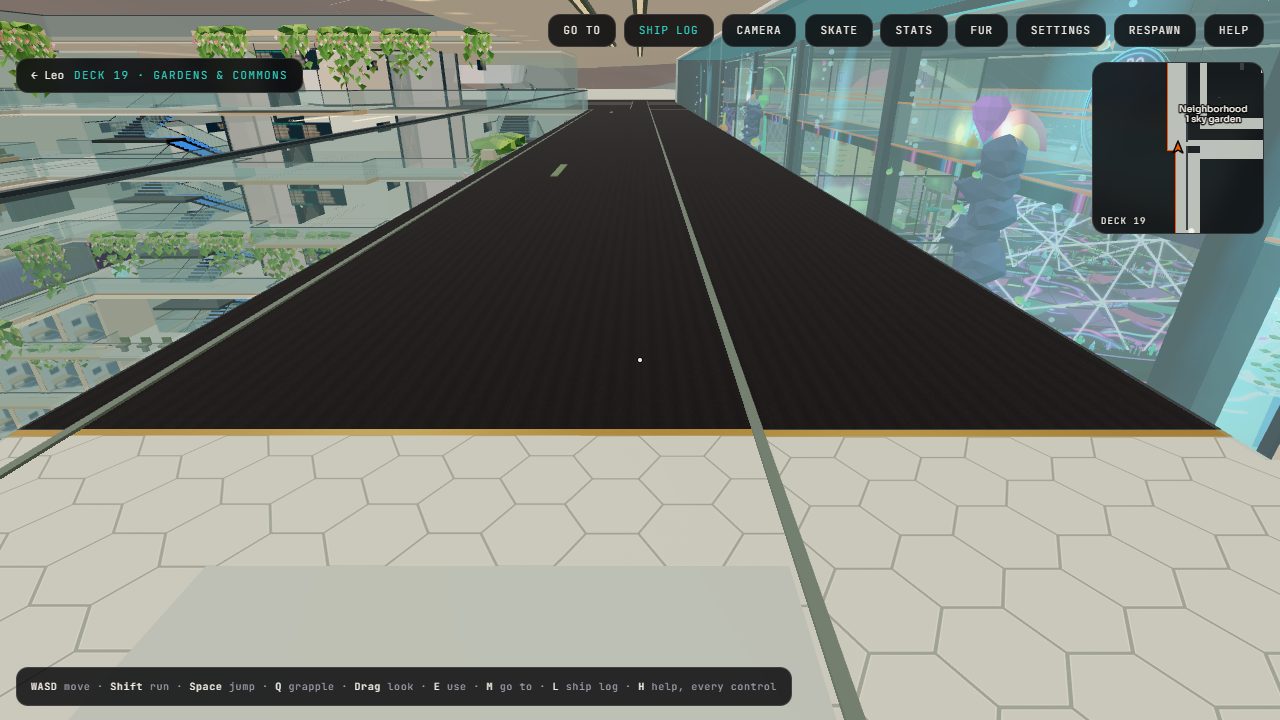 GO TO
SHIP LOG
CAMERA
SKATE
STATS
FUR
SETTINGS
RESPAWN
HELP
← Leo DECK 19 · GARDENS & COMMONS
Neighborhood
1 sky garden
DECK 19
WASD move · Shift run · Space jump · Q grapple · Drag look · E use · M go to · L ship log · H help, every control